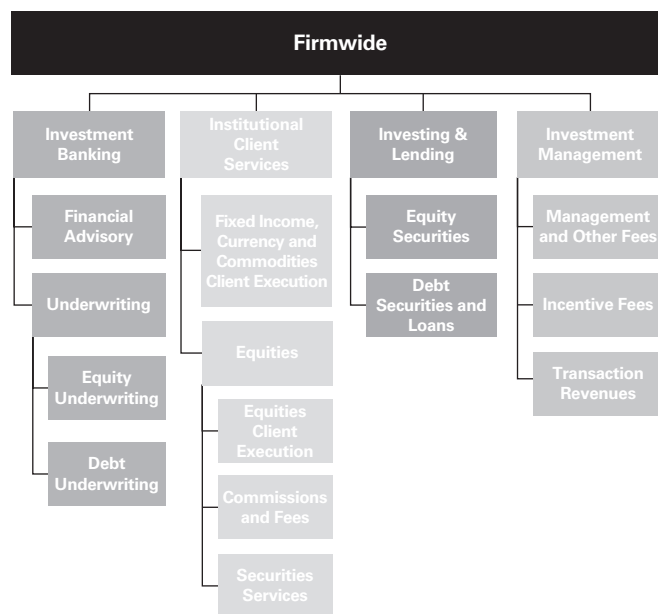 Firmwide
Investment
Banking
Financial
Advisory
Underwriting
Equity
Underwriting
Debt
Underwriting
Institutional
Client
Services
Fixed Income,
Currency and
Commodities
Client Execution
Equities
Equities
Client
Execution
Commissions
and Fees
Securities
Services
Investing &
Lending
Equity
Securities
Debt
Securities and
Loans
Investment
Management
Management
and Other Fees
Incentive Fees
Transaction
Revenues